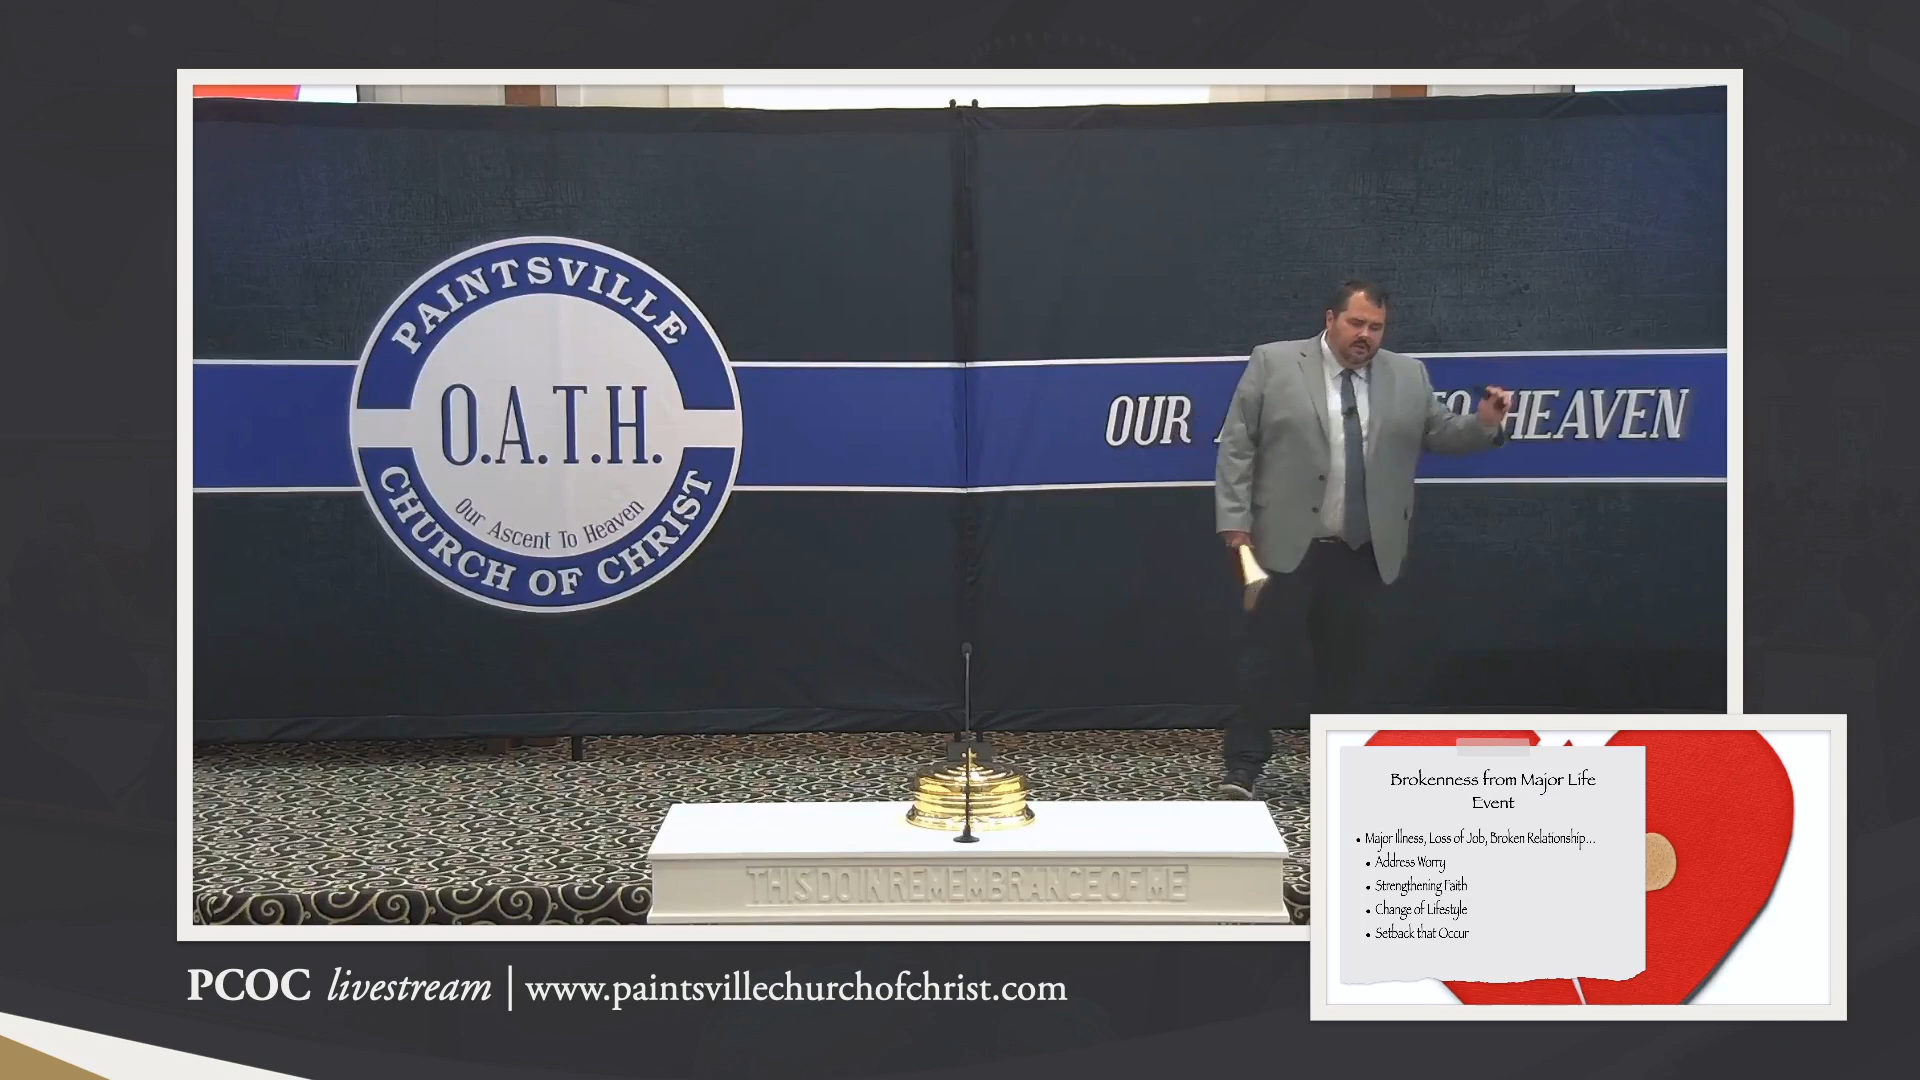 PAINTSVILLE
O.A.T.H.
Our Ascent To Heaven
CHURCH OF CHRIST
OUR TO HEAVEN
THIS DO IN REMEMBRANCE OF ME
Brokenness from Major Life
Event
• Major Illness, Loss of Job, Broken Relationship...
• Address Worry
• Strengthening Faith
• Change of Lifestyle
• Setback that Occur
PCOC livestream | www.paintsvillechurchofchrist.com